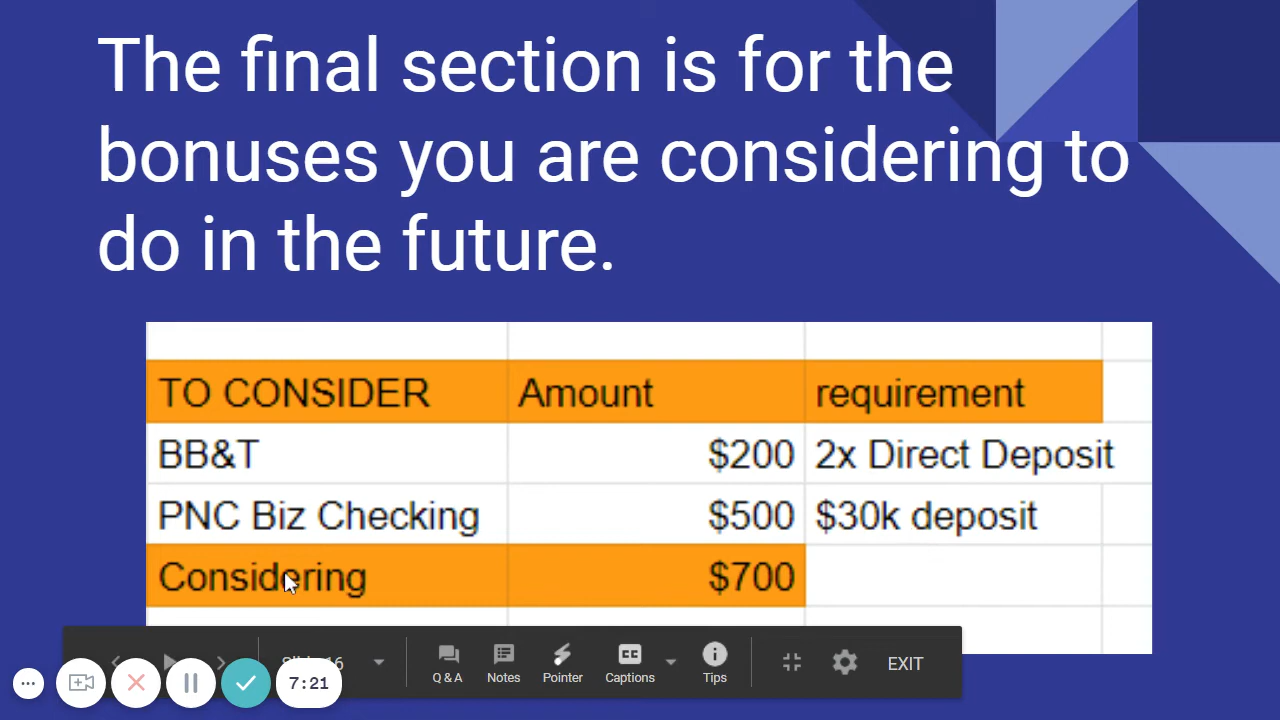 The final section is for the
bonuses you are considering to
do in the future.
TO CONSIDER Amount requirement
BB&T $200 2x Direct Deposit
PNC Biz Checking $500 $30k deposit
Considering $700
Q & A Notes Pointer CC Captions Tips EXIT
7:21